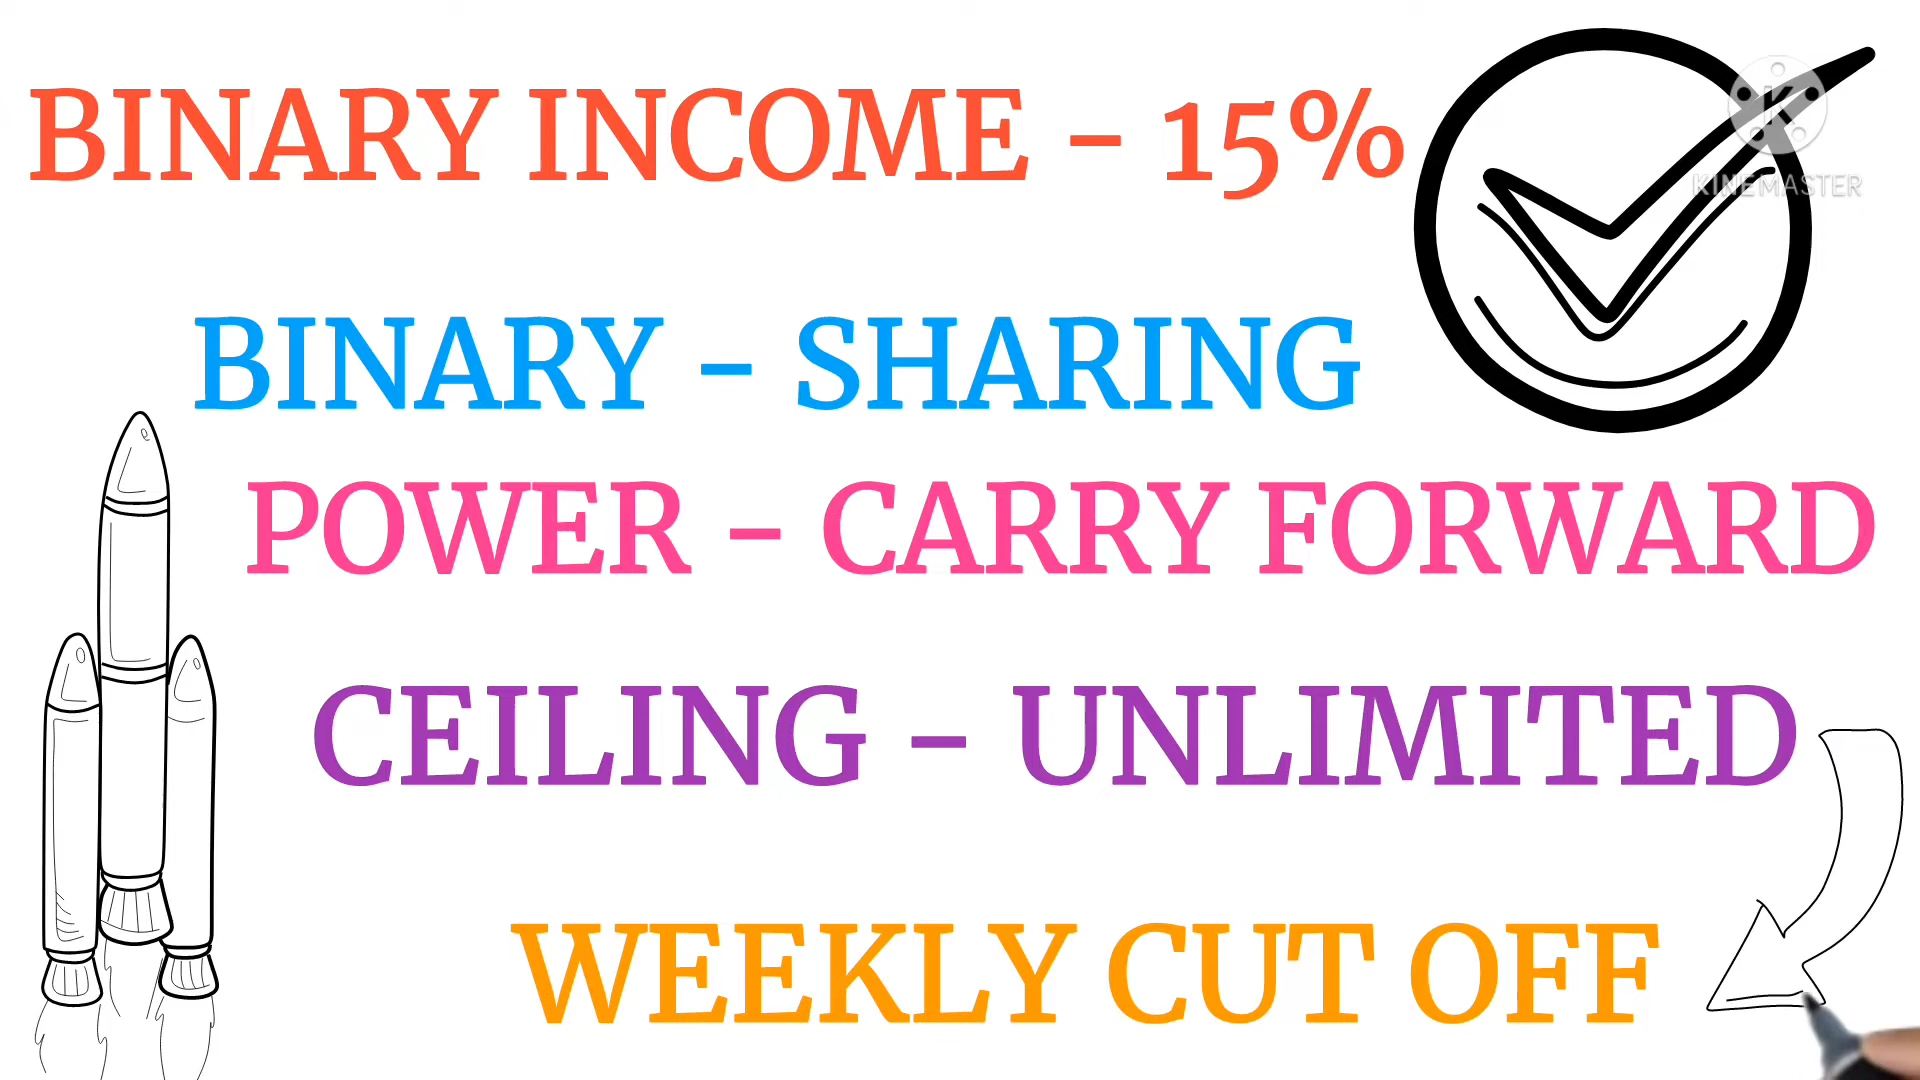 BINARY INCOME - 15%
K
KINEMASTER
BINARY - SHARING
POWER - CARRY FORWARD
CEILING - UNLIMITED
WEEKLY CUT OFF